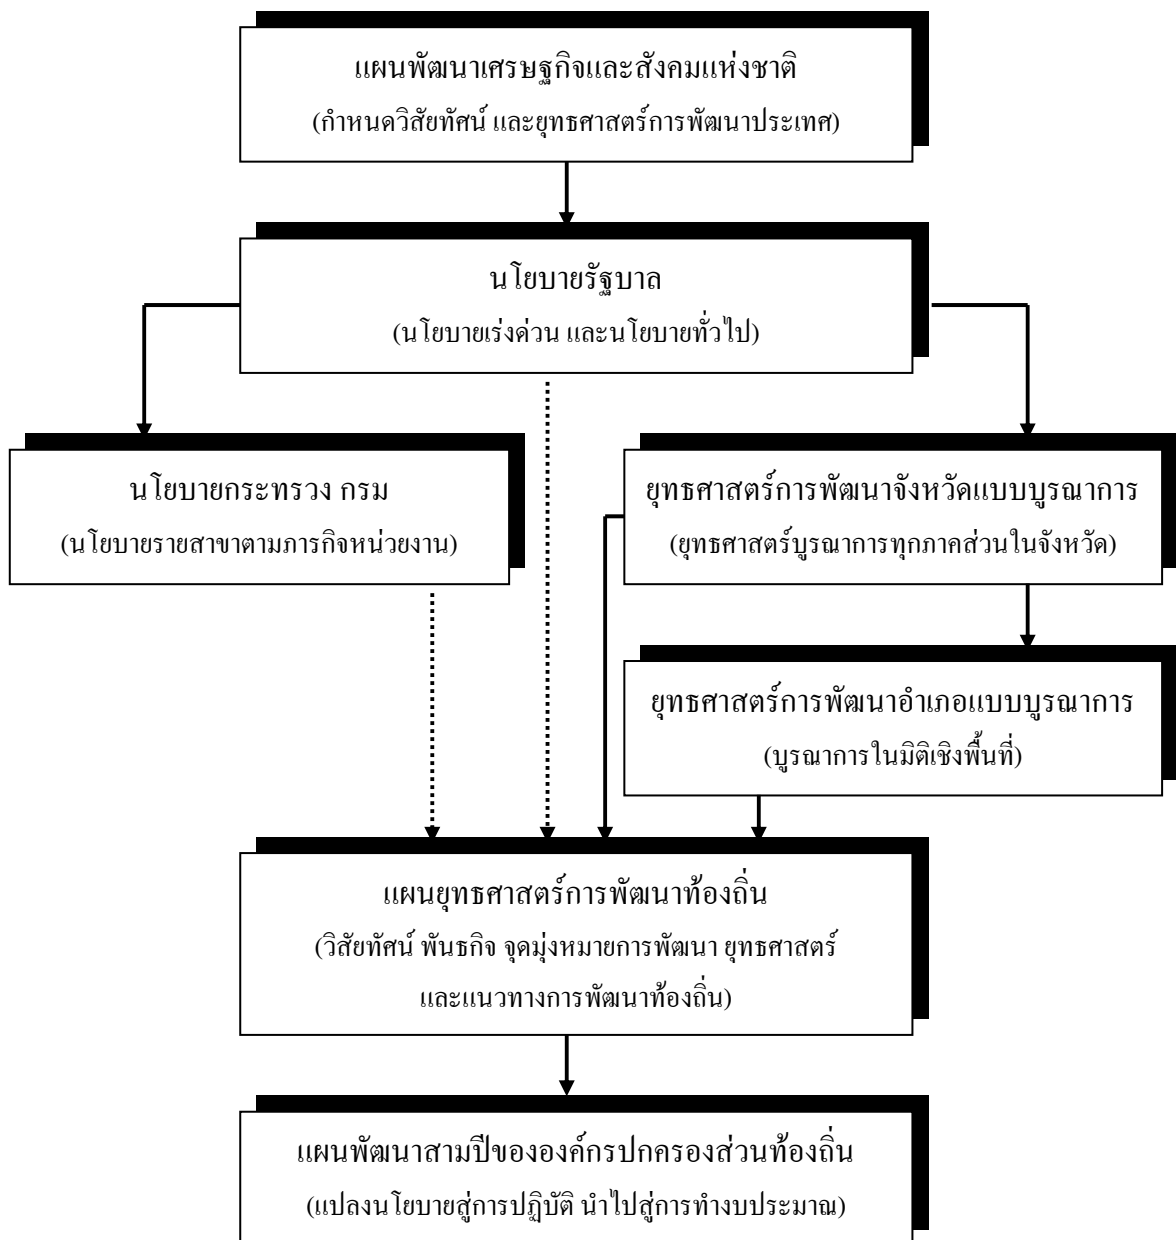 แผนพัฒนาเศรษฐกิจและสังคมแห่งชาติ
(กำหนดวิสัยทัศน์ และยุทธศาสตร์การพัฒนาประเทศ)
นโยบายรัฐบาล
(นโยบายเร่งด่วน และนโยบายทั่วไป)
นโยบายกระทรวง กรม
(นโยบายรายสาขาตามภารกิจหน่วยงาน)
ยุทธศาสตร์การพัฒนาจังหวัดแบบบูรณาการ
(ยุทธศาสตร์บูรณาการทุกภาคส่วนในจังหวัด)
ยุทธศาสตร์การพัฒนาอำเภอแบบบูรณาการ
(บูรณาการในมิติเชิงพื้นที่)
แผนยุทธศาสตร์การพัฒนาท้องถิ่น
(วิสัยทัศน์ พันธกิจ จุดมุ่งหมายการพัฒนา ยุทธศาสตร์
และแนวทางการพัฒนาท้องถิ่น)
แผนพัฒนาสามปีขององค์กรปกครองส่วนท้องถิ่น
(แปลงนโยบายสู่การปฏิบัติ นำไปสู่การทำงบประมาณ)